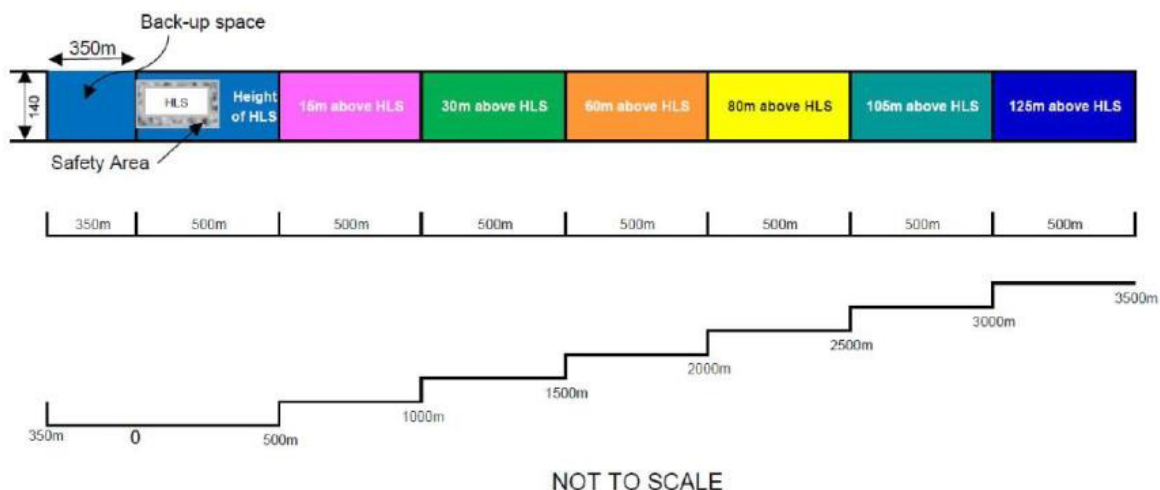 Back-up space
350m
140
HLS
Height
of HLS
15m above HLS
30m above HLS
60m above HLS
80m above HLS
105m above HLS
125m above HLS
Safety Area
350m
500m
500m
500m
500m
500m
500m
500m
350m
0
500m
1000m
1500m
2000m
2500m
3000m
3500m
NOT TO SCALE